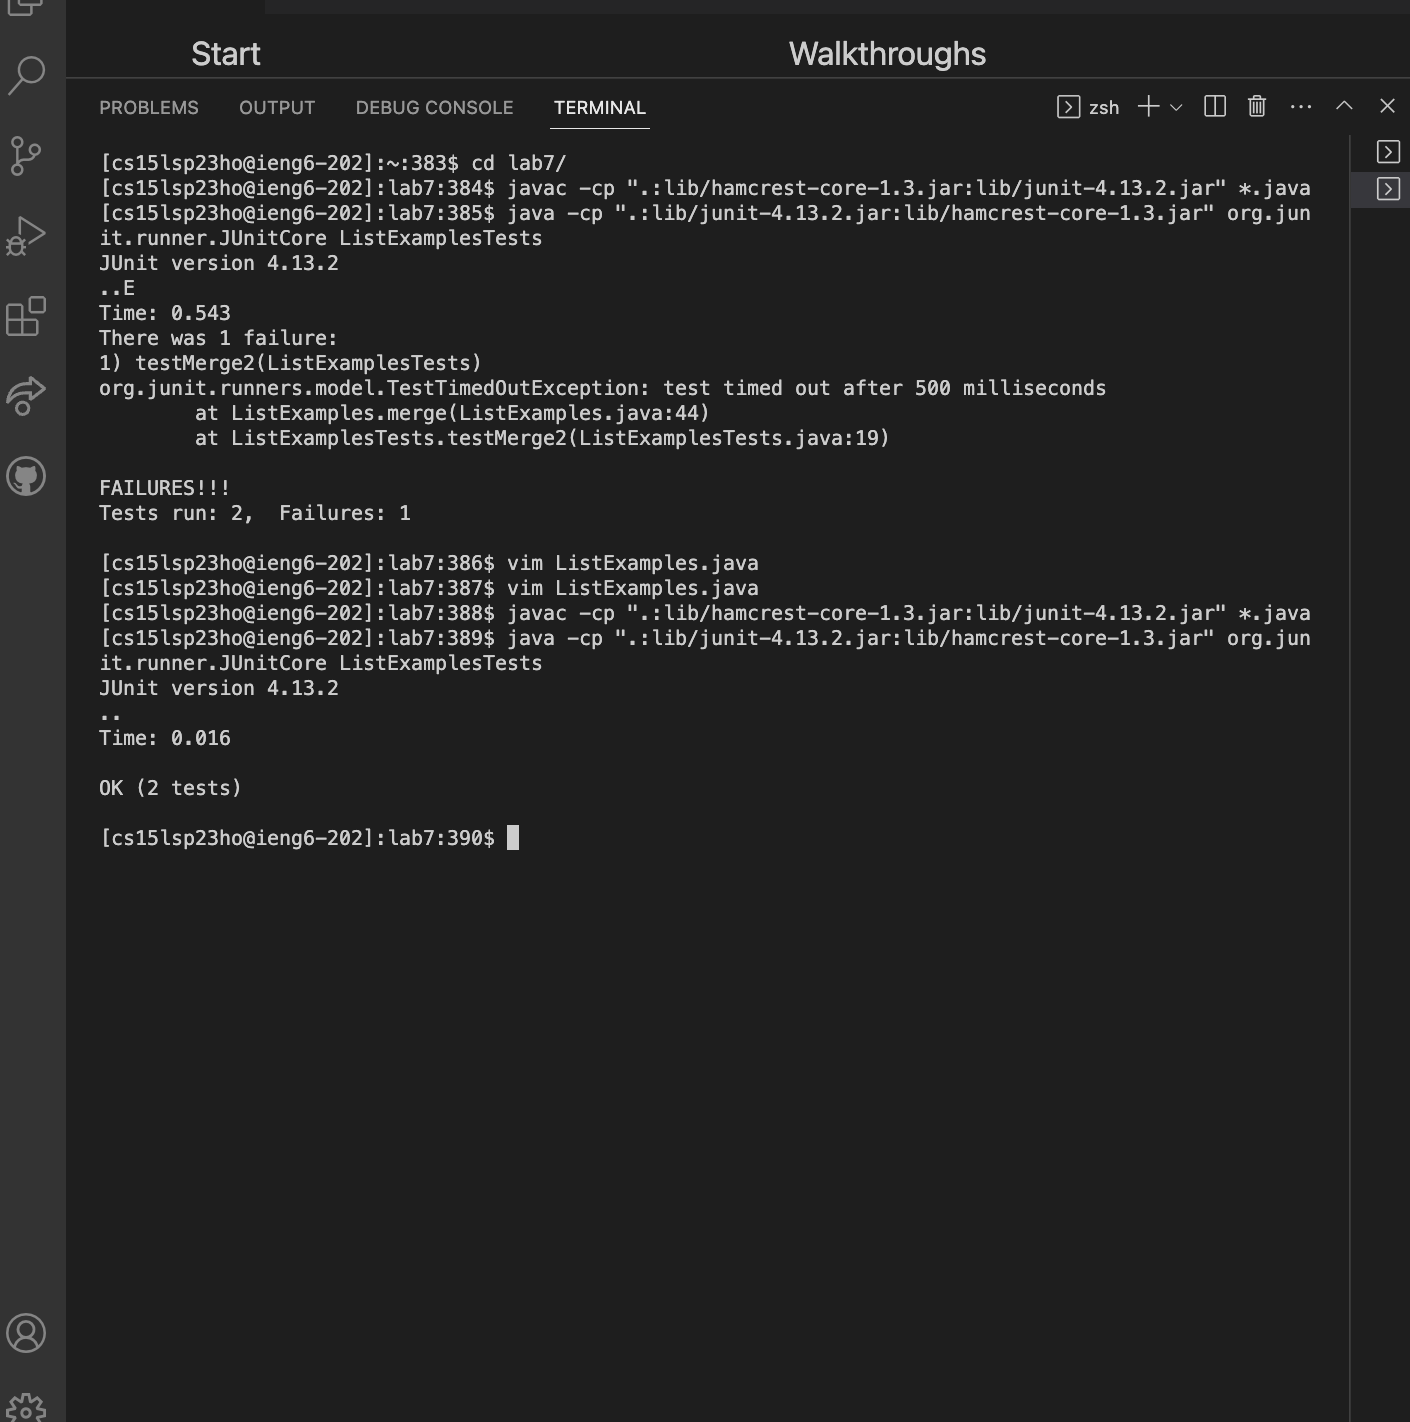 Start
Walkthroughs
PROBLEMS OUTPUT DEBUG CONSOLE TERMINAL zsh
[cs15lsp23ho@ieng6-202]:~:383$ cd lab7/
[cs15lsp23ho@ieng6-202]:lab7:384$ javac -cp ".:lib/hamcrest-core-1.3.jar:lib/junit-4.13.2.jar" *.java
[cs15lsp23ho@ieng6-202]:lab7:385$ java -cp ".:lib/junit-4.13.2.jar:lib/hamcrest-core-1.3.jar" org.jun
it.runner.JUnitCore ListExamplesTests
JUnit version 4.13.2
..E
Time: 0.543
There was 1 failure:
1) testMerge2(ListExamplesTests)
org.junit.runners.model.TestTimedOutException: test timed out after 500 milliseconds
        at ListExamples.merge(ListExamples.java:44)
        at ListExamplesTests.testMerge2(ListExamplesTests.java:19)

FAILURES!!!
Tests run: 2,  Failures: 1

[cs15lsp23ho@ieng6-202]:lab7:386$ vim ListExamples.java
[cs15lsp23ho@ieng6-202]:lab7:387$ vim ListExamples.java
[cs15lsp23ho@ieng6-202]:lab7:388$ javac -cp ".:lib/hamcrest-core-1.3.jar:lib/junit-4.13.2.jar" *.java
[cs15lsp23ho@ieng6-202]:lab7:389$ java -cp ".:lib/junit-4.13.2.jar:lib/hamcrest-core-1.3.jar" org.jun
it.runner.JUnitCore ListExamplesTests
JUnit version 4.13.2
..
Time: 0.016

OK (2 tests)

[cs15lsp23ho@ieng6-202]:lab7:390$